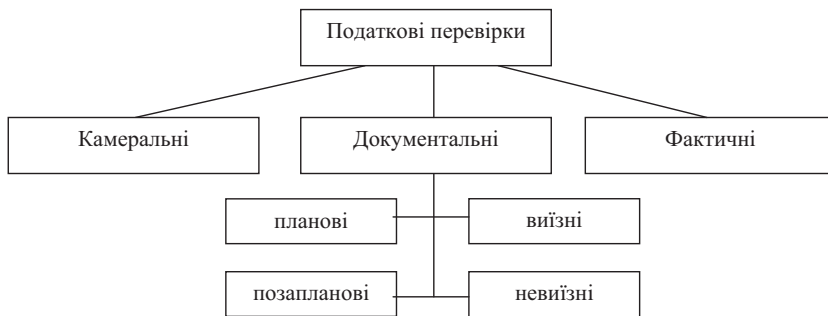 Податкові перевірки
Камеральні
Документальні
Фактичні
планові
виїзні
позапланові
невиїзні